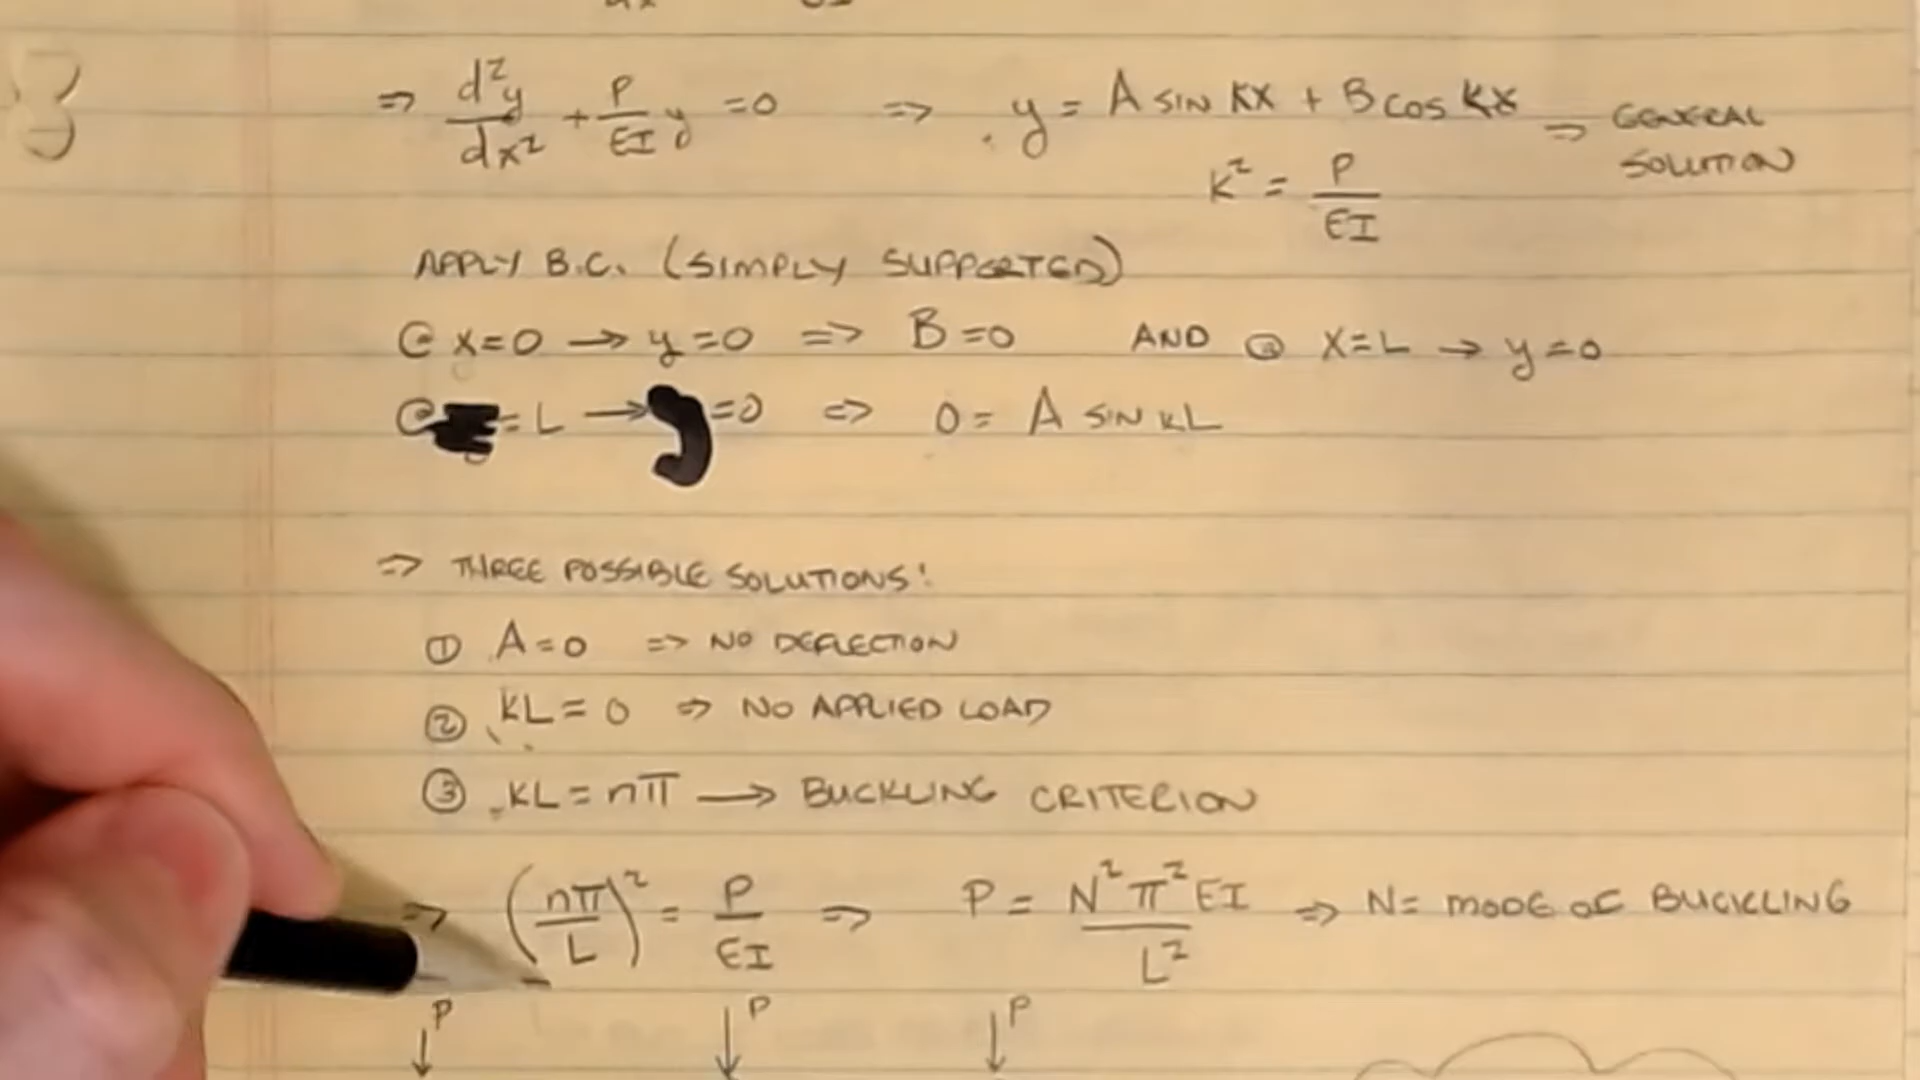 ⇒ d²y/dx² + P/EI y = 0 ⇒ y = A SIN KX + B COS KX ⇒ GENERAL SOLUTION
K² = P/EI
APPLY B.C. (SIMPLY SUPPORTED)
@ X=0 → y=0 ⇒ B=0 AND @ X=L → y=0
@ = L → =0 ⇒ 0 = A SIN KL
⇒ THREE POSSIBLE SOLUTIONS:
① A=0 ⇒ NO DEFLECTION
② KL = 0 ⇒ NO APPLIED LOAD
③ KL = nπ → BUCKLING CRITERION
⇒ (nπ/L)² = P/EI ⇒ P = N²π²EI/L² ⇒ N = MODE OF BUCKLING
P P P